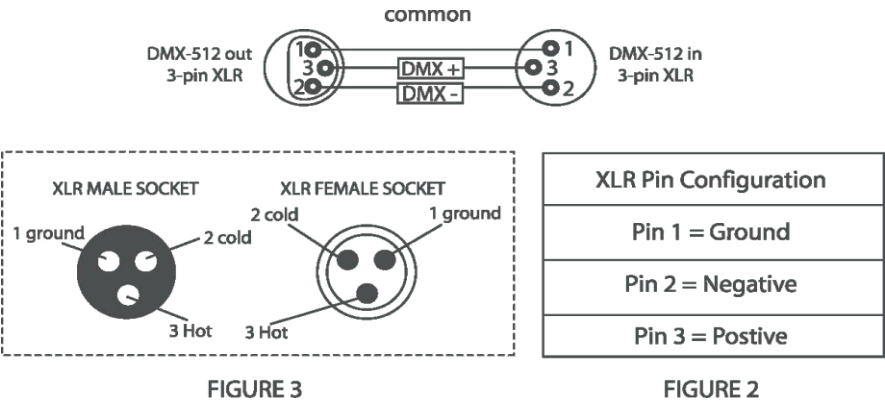 common
DMX-512 out
3-pin XLR
1
3
2
DMX +
DMX -
1
3
2
DMX-512 in
3-pin XLR
XLR MALE SOCKET
1 ground
2 cold
3 Hot
XLR FEMALE SOCKET
2 cold
1 ground
3 Hot
FIGURE 3
XLR Pin Configuration
Pin 1 = Ground
Pin 2 = Negative
Pin 3 = Postive
FIGURE 2